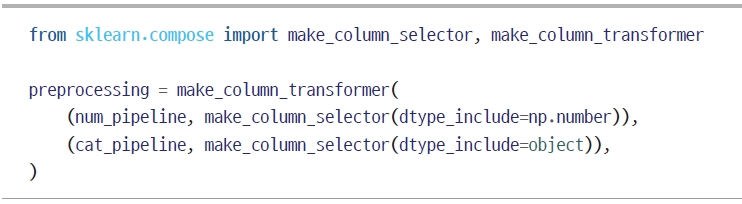 from sklearn.compose import make_column_selector, make_column_transformer
preprocessing = make_column_transformer(
    (num_pipeline, make_column_selector(dtype_include=np.number)),
    (cat_pipeline, make_column_selector(dtype_include=object)),
)